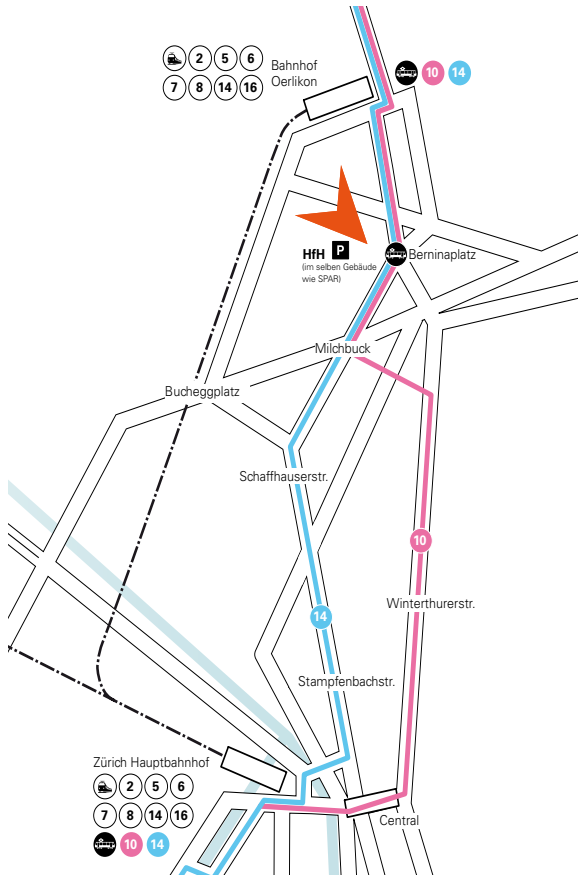 2 5 6
7 8 14 16
Bahnhof
Oerlikon
10 14
HfH P
(im selben Gebäude
wie SPAR)
Berninaplatz
Milchbuck
Bucheggplatz
Schaffhauserstr.
10
Winterthurerstr.
14
Stampfenbachstr.
Zürich Hauptbahnhof
2 5 6
7 8 14 16
10 14
Central